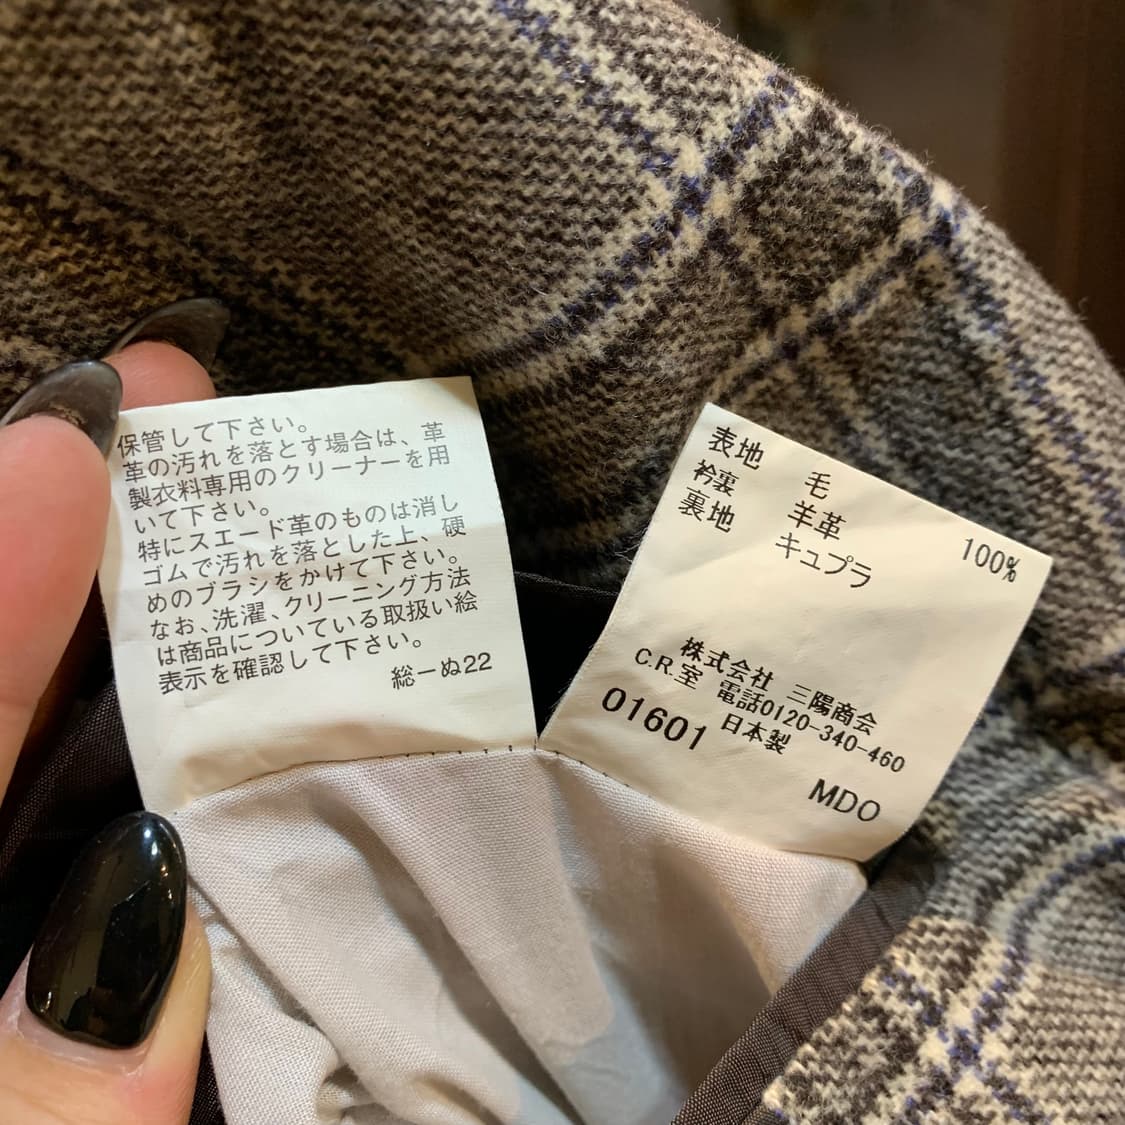 保管して下さい。
革の汚れを落とす場合は、革
製衣料専用のクリーナーを用
いて下さい。
特にスエード革のものは消し
ゴムで汚れを落とした上、硬
めのブラシをかけて下さい。
なお、洗濯、クリーニング方法
は商品についている取扱い絵
表示を確認して下さい。
総ーぬ22
表地 毛 100%
衿裏 羊革
裏地 キュプラ
株式会社 三陽商会
C.R.室 電話0120-340-460
01601 日本製
MDO